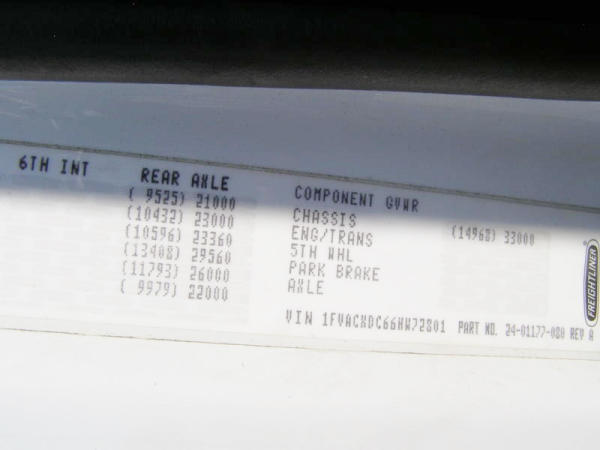 6TH INT REAR AXLE COMPONENT GVWR
( 9525) 21000 CHASSIS (14968) 33000
(10432) 23000 ENG/TRANS
(10596) 23360 5TH WHL
(13408) 29560 PARK BRAKE
(11793) 26000 AXLE
( 9979) 22000
VIN 1FVACXDC66HW72801 PART NO. 24-01177-080 REV A
FREIGHTLINER